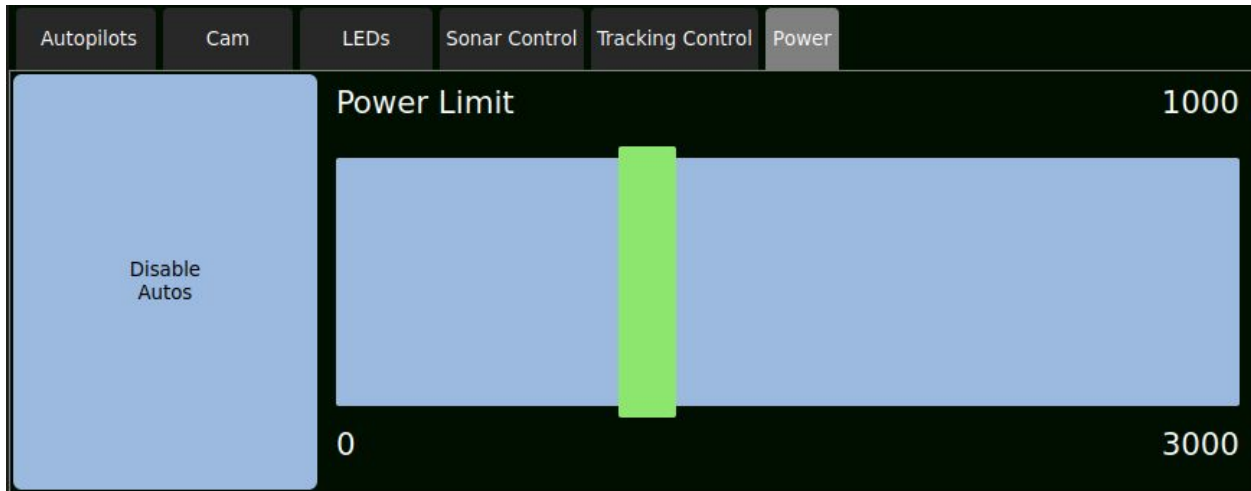 Autopilots Cam LEDs Sonar Control Tracking Control Power
Power Limit 1000
Disable
Autos
0 3000